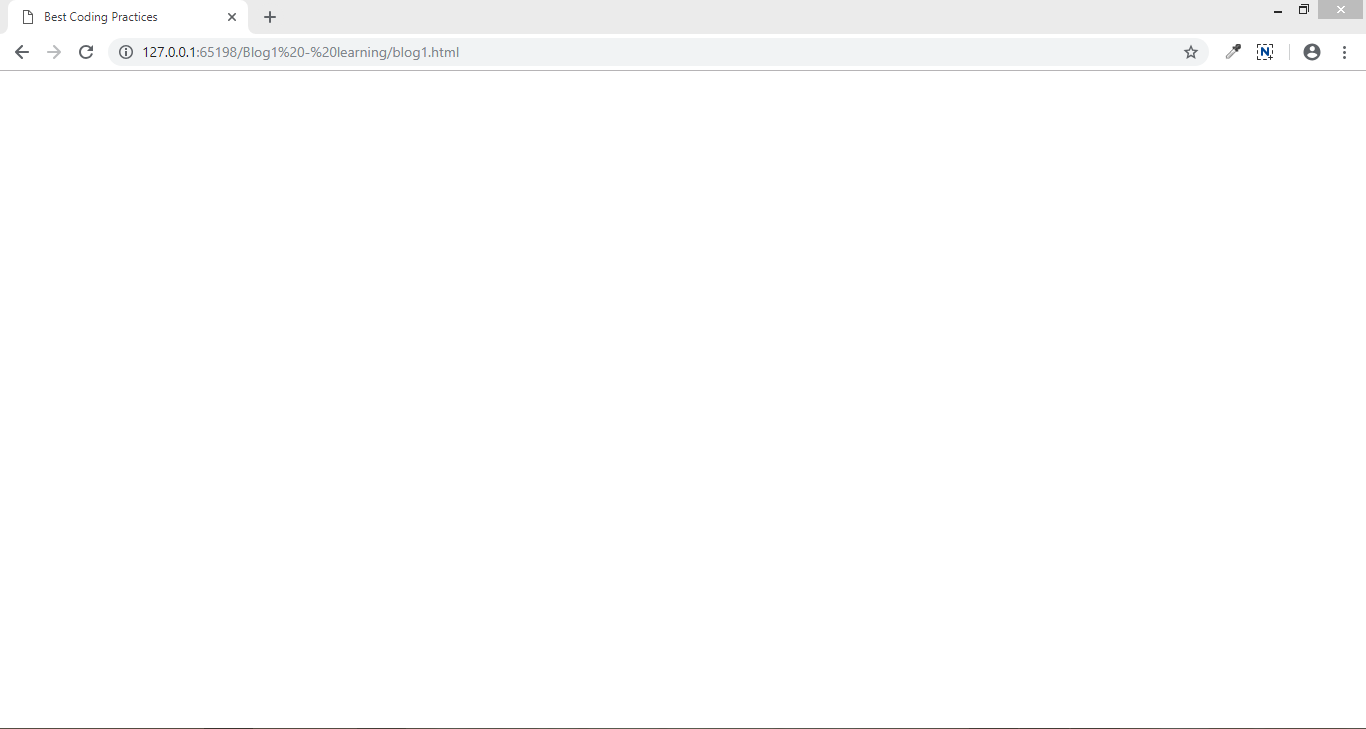 Best Coding Practices
127.0.0.1:65198/Blog1%20-%20learning/blog1.html
N